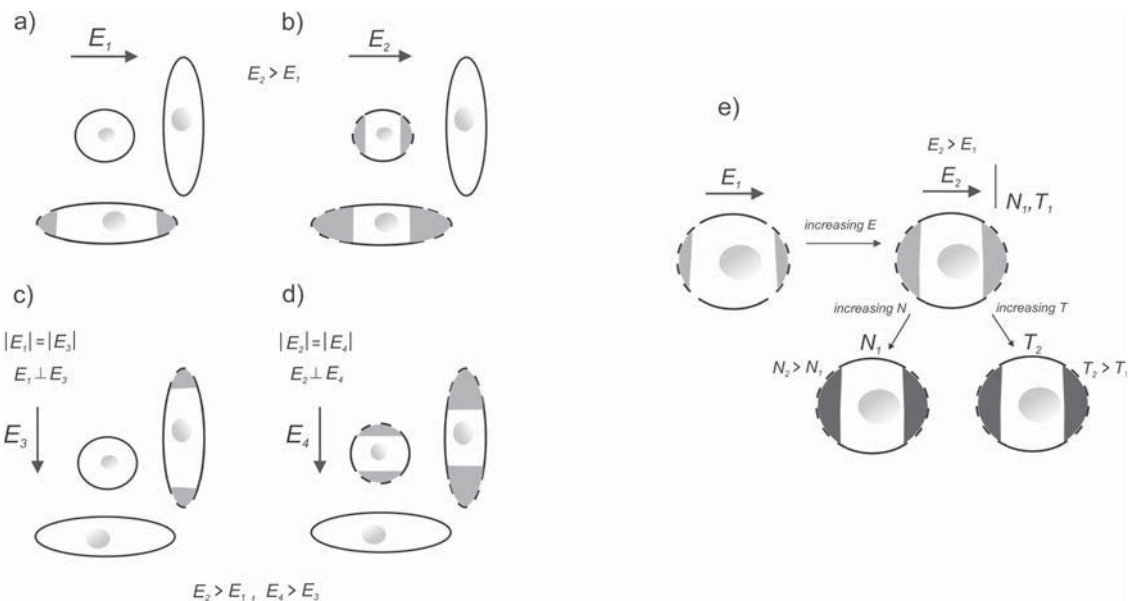 a)
E₁
b)
E₂
E₂ > E₁
c)
|E₁| = |E₃|
E₁ ⊥ E₃
E₃
d)
|E₂| = |E₄|
E₂ ⊥ E₄
E₄
E₂ > E₁ , E₄ > E₃
e)
E₁
increasing E
E₂ > E₁
E₂
N₁, T₁
increasing N
increasing T
N₁
N₂ > N₁
T₂
T₂ > T₁